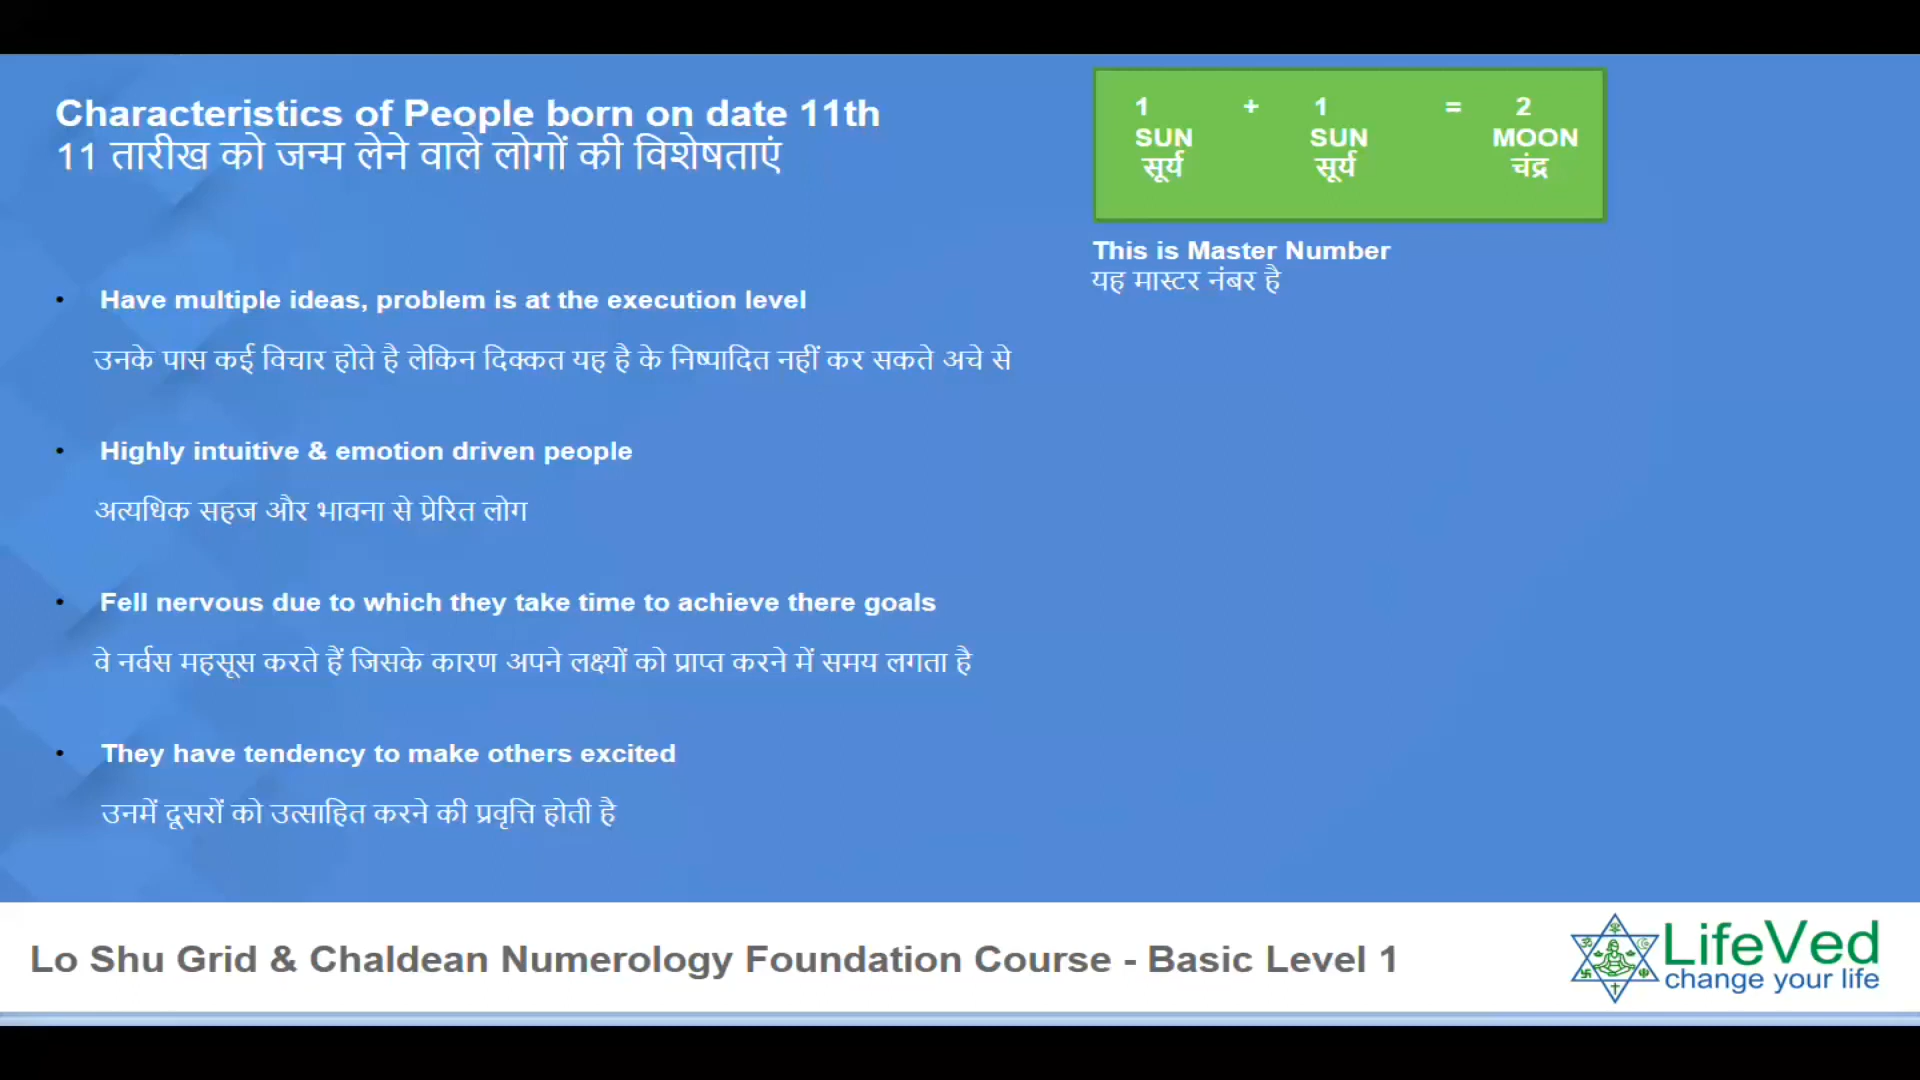 Characteristics of People born on date 11th
11 तारीख को जन्म लेने वाले लोगों की विशेषताएं
1 + 1 = 2
SUN SUN MOON
सूर्य सूर्य चंद्र
This is Master Number
यह मास्टर नंबर है
• Have multiple ideas, problem is at the execution level
उनके पास कई विचार होते है लेकिन दिक्कत यह है के निष्पादित नहीं कर सकते अचे से
• Highly intuitive & emotion driven people
अत्यधिक सहज और भावना से प्रेरित लोग
• Fell nervous due to which they take time to achieve there goals
वे नर्वस महसूस करते हैं जिसके कारण अपने लक्ष्यों को प्राप्त करने में समय लगता है
• They have tendency to make others excited
उनमें दूसरों को उत्साहित करने की प्रवृत्ति होती है
Lo Shu Grid & Chaldean Numerology Foundation Course - Basic Level 1
LifeVed
change your life